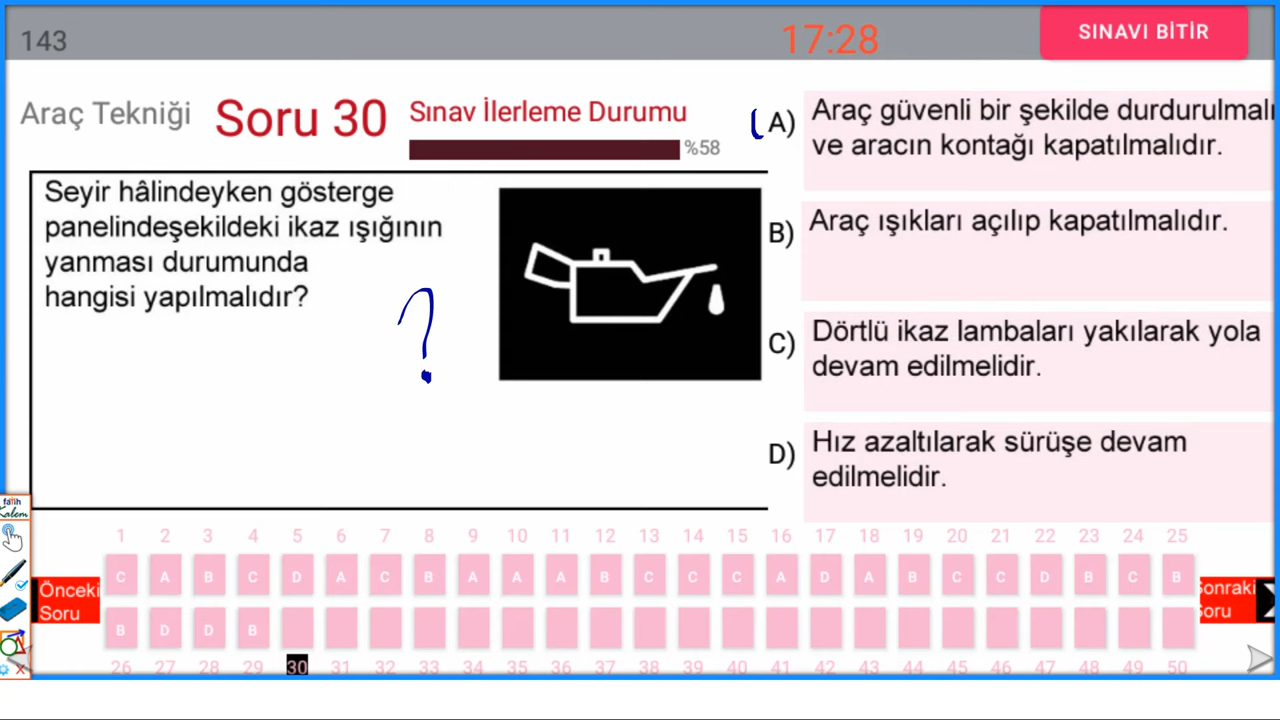 143
17:28
SINAVI BİTİR
Araç Tekniği
Soru 30
Sınav İlerleme Durumu
%58
Seyir hâlindeyken gösterge
panelindeşekildeki ikaz ışığının
yanması durumunda
hangisi yapılmalıdır?
?
A) Araç güvenli bir şekilde durdurulmalı
ve aracın kontağı kapatılmalıdır.
B) Araç ışıkları açılıp kapatılmalıdır.
C) Dörtlü ikaz lambaları yakılarak yola
devam edilmelidir.
D) Hız azaltılarak sürüşe devam
edilmelidir.
fatih
Kalem
1 2 3 4 5 6 7 8 9 10 11 12 13 14 15 16 17 18 19 20 21 22 23 24 25
C A B C D A C B A A A B C C C A D A B C C D B C B
Önceki
Soru
Sonraki
Soru
B D D B
26 27 28 29 30 31 32 33 34 35 36 37 38 39 40 41 42 43 44 45 46 47 48 49 50